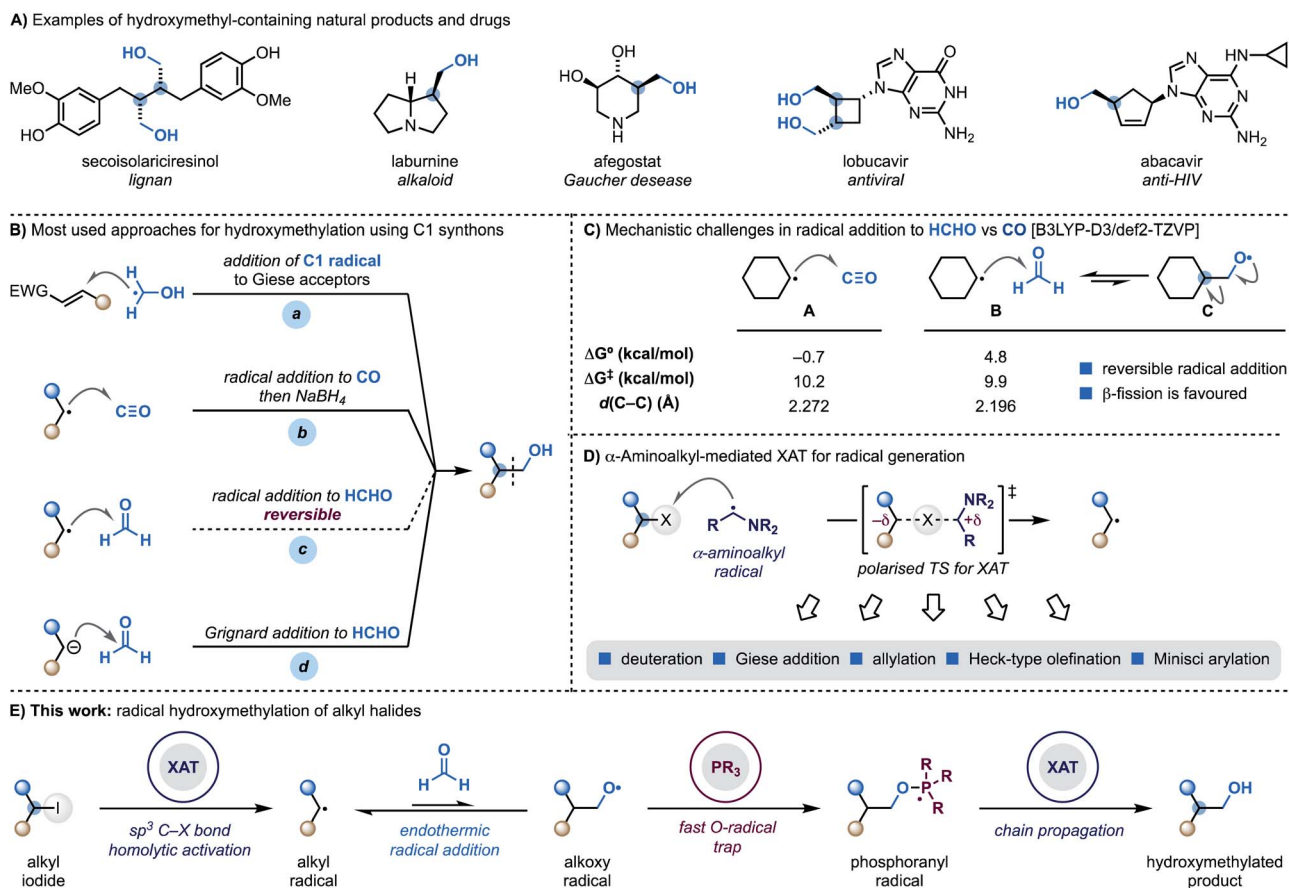 A) Examples of hydroxymethyl-containing natural products and drugs
HO
OH
MeO
OMe
HO
OH
secoisolariciresinol
lignan
H
OH
N
laburnine
alkaloid
OH
HO
OH
N
H
afegostat
Gaucher desease
O
N
NH
HO
N
N
NH2
HO
lobucavir
antiviral
HN
N
N
HO
N
N
NH2
abacavir
anti-HIV
B) Most used approaches for hydroxymethylation using C1 synthons
EWG
H
OH
H
addition of C1 radical
to Giese acceptors
a
C≡O
radical addition to CO
then NaBH4
b
OH
O
H H
radical addition to HCHO
reversible
c
O
H H
Grignard addition to HCHO
d
C) Mechanistic challenges in radical addition to HCHO vs CO [B3LYP-D3/def2-TZVP]
C≡O
O
H H
O•
A B C
ΔGº (kcal/mol) –0.7 4.8
ΔG‡ (kcal/mol) 10.2 9.9
d(C–C) (Å) 2.272 2.196
reversible radical addition
β-fission is favoured
D) α-Aminoalkyl-mediated XAT for radical generation
X
R NR2
α-aminoalkyl
radical
–δ X +δ NR2 R ‡
polarised TS for XAT
deuteration Giese addition allylation Heck-type olefination Minisci arylation
E) This work: radical hydroxymethylation of alkyl halides
I
alkyl
iodide
XAT
sp3 C–X bond
homolytic activation
alkyl
radical
O
H H
endothermic
radical addition
O•
alkoxy
radical
PR3
fast O-radical
trap
R
O P R
R
phosphoranyl
radical
XAT
chain propagation
OH
hydroxymethylated
product